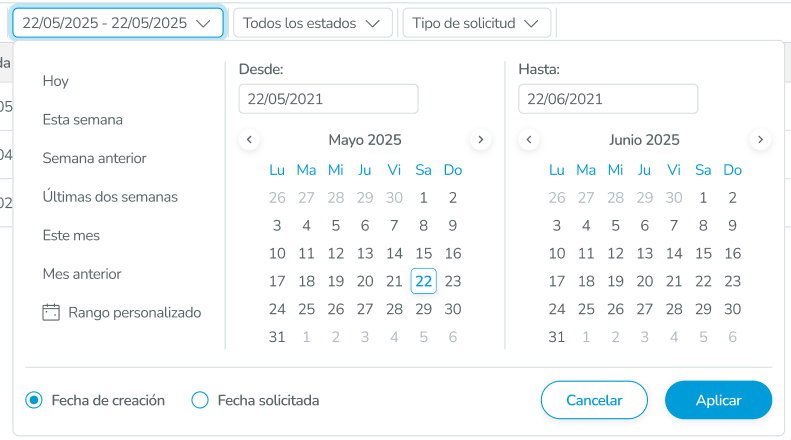 22/05/2025 - 22/05/2025 Todos los estados Tipo de solicitud
da
05
04
02
Hoy
Esta semana
Semana anterior
Últimas dos semanas
Este mes
Mes anterior
Rango personalizado
Desde:
22/05/2021
Mayo 2025
Lu Ma Mi Ju Vi Sa Do
26 27 28 29 30 1 2
3 4 5 6 7 8 9
10 11 12 13 14 15 16
17 18 19 20 21 22 23
24 25 26 27 28 29 30
31 1 2 3 4 5 6
Hasta:
22/06/2021
Junio 2025
Lu Ma Mi Ju Vi Sa Do
26 27 28 29 30 1 2
3 4 5 6 7 8 9
10 11 12 13 14 15 16
17 18 19 20 21 22 23
24 25 26 27 28 29 30
31 1 2 3 4 5 6
Fecha de creación Fecha solicitada Cancelar Aplicar